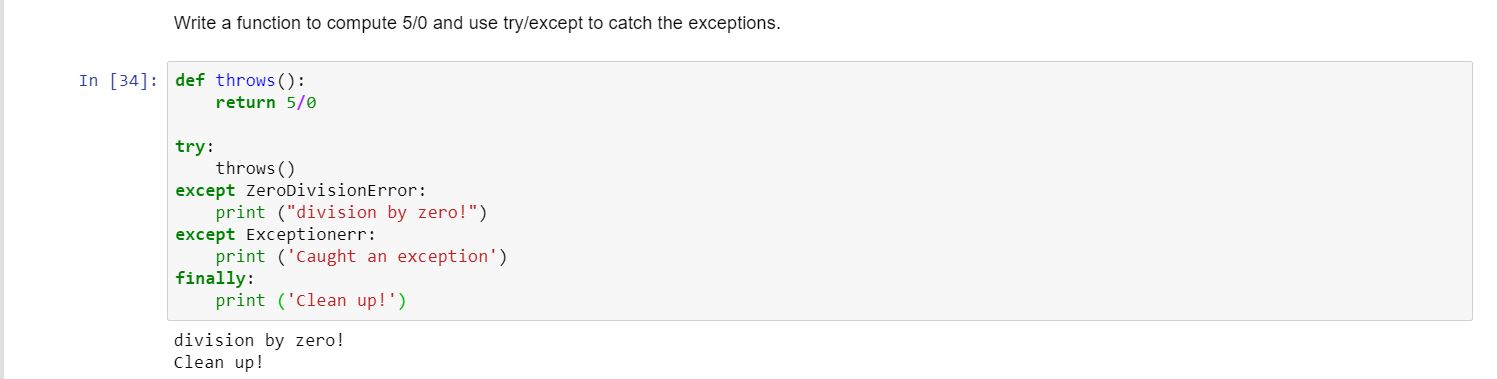 Write a function to compute 5/0 and use try/except to catch the exceptions.
In [34]: def throws():
    return 5/0
try:
    throws()
except ZeroDivisionError:
    print ("division by zero!")
except Exceptionerr:
    print ('Caught an exception')
finally:
    print ('Clean up!')
division by zero!
Clean up!